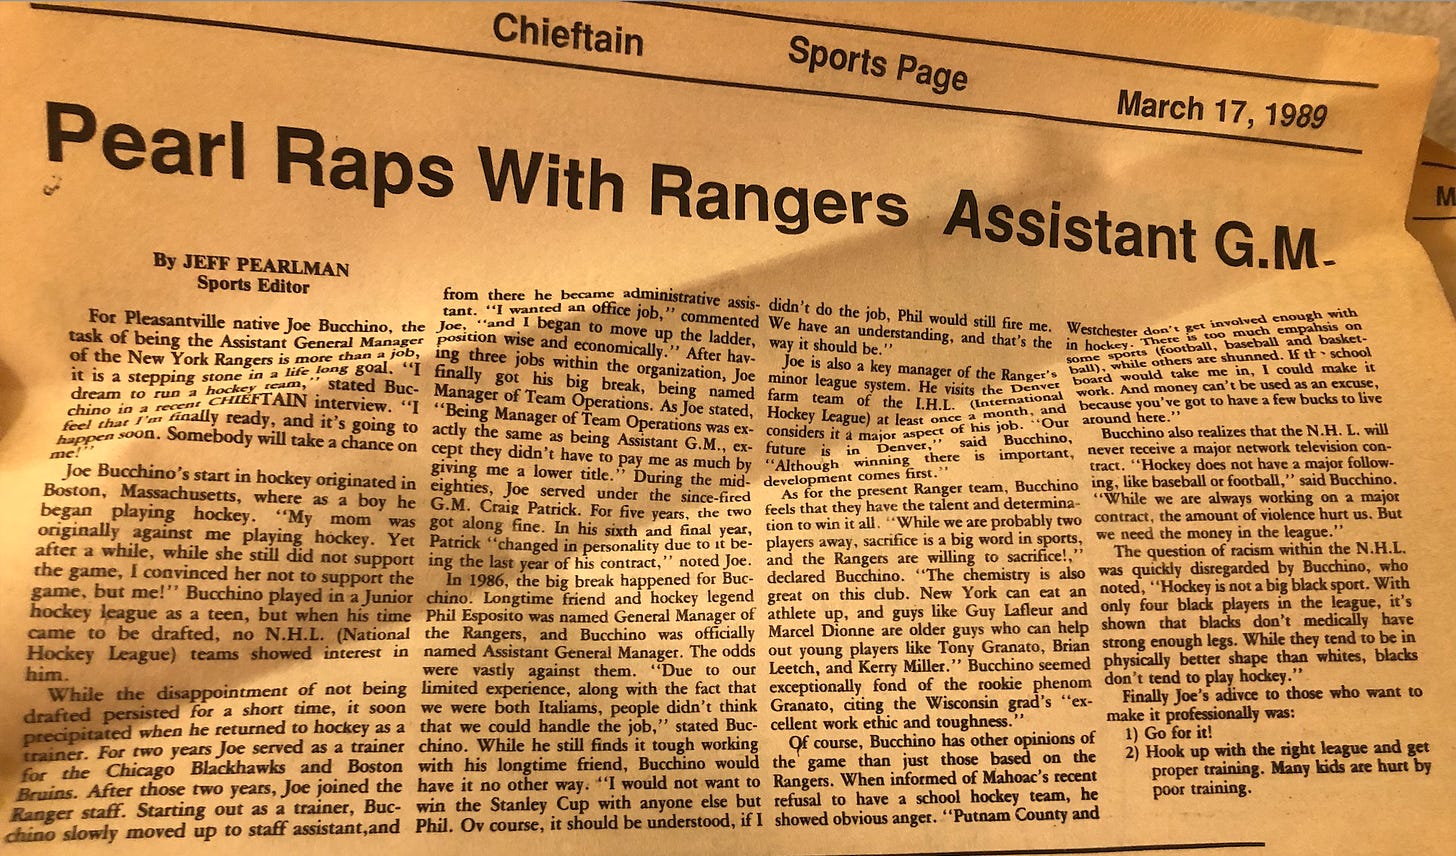 Chieftain
Sports Page
March 17, 1989
Pearl Raps With Rangers Assistant G.M.
By JEFF PEARLMAN
Sports Editor
For Pleasantville native Joe Bucchino, the
task of being the Assistant General Manager
of the New York Rangers is more than a job,
it is a stepping stone in a life long goal. "I
dream to run a hockey team," stated Buc-
chino in a recent CHIEFTAIN interview. "I
feel that I'm finally ready, and it's going to
happen soon. Somebody will take a chance on
me!"
Joe Bucchino's start in hockey originated in
Boston, Massachusetts, where as a boy he
began playing hockey. "My mom was
originally against me playing hockey. Yet
after a while, while she still did not support
the game, I convinced her not to support the
game, but me!" Bucchino played in a Junior
hockey league as a teen, but when his time
came to be drafted, no N.H.L. (National
Hockey League) teams showed interest in
him.
While the disappointment of not being
drafted persisted for a short time, it soon
precipitated when he returned to hockey as a
trainer. For two years Joe served as a trainer
for the Chicago Blackhawks and Boston
Bruins. After those two years, Joe joined the
Ranger staff. Starting out as a trainer, Buc-
chino slowly moved up to staff assistant,and
from there he became administrative assis-
tant. "I wanted an office job," commented
Joe, "and I began to move up the ladder,
position wise and economically." After hav-
ing three jobs within the organization, Joe
finally got his big break, being named
Manager of Team Operations. As Joe stated,
"Being Manager of Team Operations was ex-
actly the same as being Assistant G.M., ex-
cept they didn't have to pay me as much by
giving me a lower title." During the mid-
eighties, Joe served under the since-fired
G.M. Craig Patrick. For five years, the two
got along fine. In his sixth and final year,
Patrick "changed in personality due to it be-
ing the last year of his contract," noted Joe.
In 1986, the big break happened for Buc-
chino. Longtime friend and hockey legend
Phil Esposito was named General Manager of
the Rangers, and Bucchino was officially
named Assistant General Manager. The odds
were vastly against them. "Due to our
limited experience, along with the fact that
we were both Italiams, people didn't think
that we could handle the job," stated Buc-
chino. While he still finds it tough working
with his longtime friend, Bucchino would
have it no other way. "I would not want to
win the Stanley Cup with anyone else but
Phil. Ov course, it should be understood, if I
didn't do the job, Phil would still fire me.
We have an understanding, and that's the
way it should be."
Joe is also a key manager of the Ranger's
minor league system. He visits the Denver
farm team of the I.H.L. (International
Hockey League) at least once a month, and
considers it a major aspect of his job. "Our
future is in Denver," said Bucchino,
"Although winning there is important,
development comes first."
As for the present Ranger team, Bucchino
feels that they have the talent and determina-
tion to win it all. "While we are probably two
players away, sacrifice is a big word in sports,
and the Rangers are willing to sacrifice!,"
declared Bucchino. "The chemistry is also
great on this club. New York can eat an
athlete up, and guys like Guy Lafleur and
Marcel Dionne are older guys who can help
out young players like Tony Granato, Brian
Leetch, and Kerry Miller." Bucchino seemed
exceptionally fond of the rookie phenom
Granato, citing the Wisconsin grad's "ex-
cellent work ethic and toughness."
Of course, Bucchino has other opinions of
the game than just those based on the
Rangers. When informed of Mahoac's recent
refusal to have a school hockey team, he
showed obvious anger. "Putnam County and
Westchester don't get involved enough with
in hockey. There is too much empahsis on
some sports (football, baseball and basket-
ball), while others are shunned. If the school
board would take me in, I could make it
work. And money can't be used as an excuse,
because you've got to have a few bucks to live
around here."
Bucchino also realizes that the N.H. L. will
never receive a major network television con-
tract. "Hockey does not have a major follow-
ing, like baseball or football," said Bucchino.
"While we are always working on a major
contract, the amount of violence hurt us. But
we need the money in the league."
The question of racism within the N.H.L.
was quickly disregarded by Bucchino, who
noted, "Hockey is not a big black sport. With
only four black players in the league, it's
shown that blacks don't medically have
strong enough legs. While they tend to be in
physically better shape than whites, blacks
don't tend to play hockey."
Finally Joe's adivce to those who want to
make it professionally was:
1) Go for it!
2) Hook up with the right league and get
proper training. Many kids are hurt by
poor training.
M